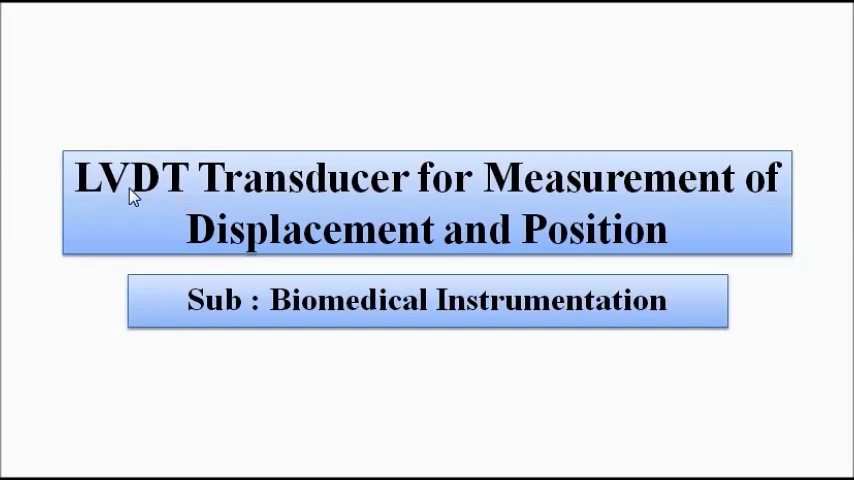 LVDT Transducer for Measurement of
Displacement and Position
Sub : Biomedical Instrumentation